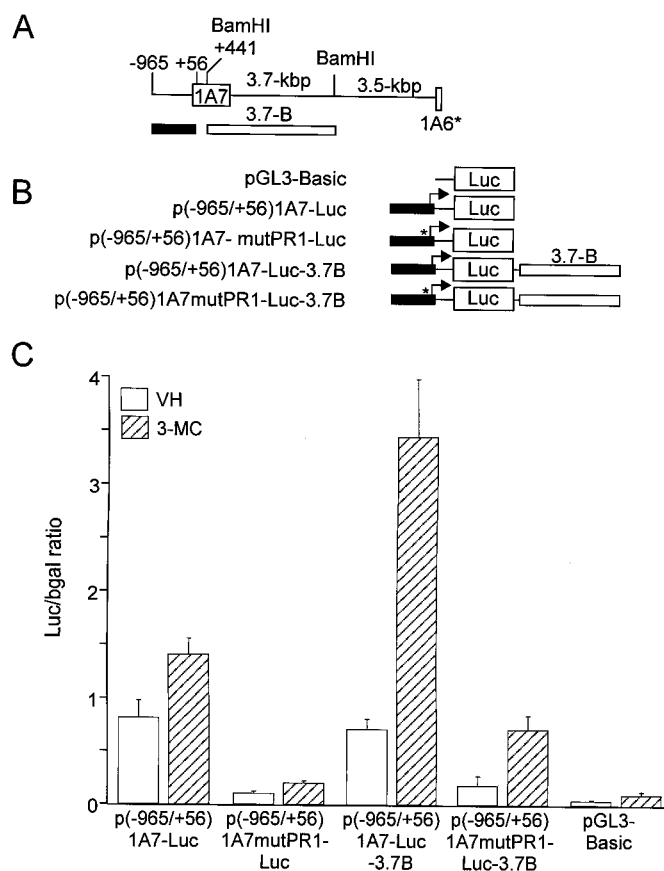 A
BamHI
-965 +56 +441 BamHI
1A7 3.7-kbp 3.5-kbp
1A6*
3.7-B
B
pGL3-Basic Luc
p(-965/+56)1A7-Luc Luc
p(-965/+56)1A7- mutPR1-Luc * Luc
p(-965/+56)1A7-Luc-3.7B Luc 3.7-B
p(-965/+56)1A7mutPR1-Luc-3.7B * Luc
C
4
VH
3-MC
3
2
1
0
Luc/bgal ratio
p(-965/+56)
1A7-Luc
p(-965/+56)
1A7mutPR1-
Luc
p(-965/+56)
1A7-Luc
-3.7B
p(-965/+56)
1A7mutPR1-
Luc-3.7B
pGL3-
Basic